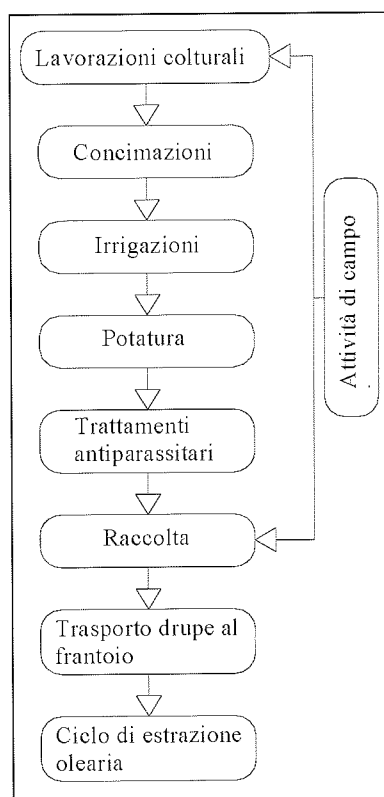 Lavorazioni colturali
Concimazioni
Irrigazioni
Potatura
Trattamenti
antiparassitari
Raccolta
Trasporto drupe al
frantoio
Ciclo di estrazione
olearia
Attività di campo